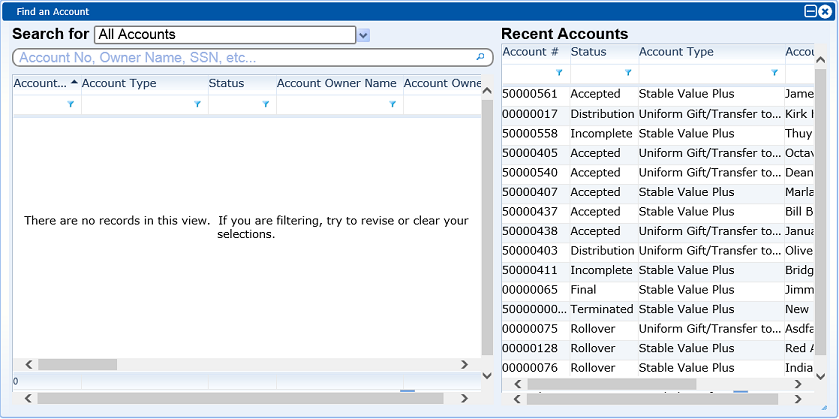 Find an Account
Search for All Accounts
Account No, Owner Name, SSN, etc...
Account... Account Type Status Account Owner Name Account Owne
There are no records in this view. If you are filtering, try to revise or clear your
selections.
0
Recent Accounts
Account # Status Account Type Accou
50000561 Accepted Stable Value Plus Jame
00000017 Distribution Uniform Gift/Transfer to... Kirk H
50000558 Incomplete Stable Value Plus Thuy
50000405 Accepted Uniform Gift/Transfer to... Octav
50000540 Accepted Uniform Gift/Transfer to... Dean
50000407 Accepted Stable Value Plus Marla
50000437 Accepted Stable Value Plus Bill B
50000438 Accepted Uniform Gift/Transfer to... Janua
50000403 Distribution Uniform Gift/Transfer to... Olive
50000411 Incomplete Stable Value Plus Bridg
00000065 Final Stable Value Plus Jimm
50000000... Terminated Stable Value Plus New
00000075 Rollover Uniform Gift/Transfer to... Asdfa
00000128 Rollover Stable Value Plus Red A
00000076 Rollover Stable Value Plus India